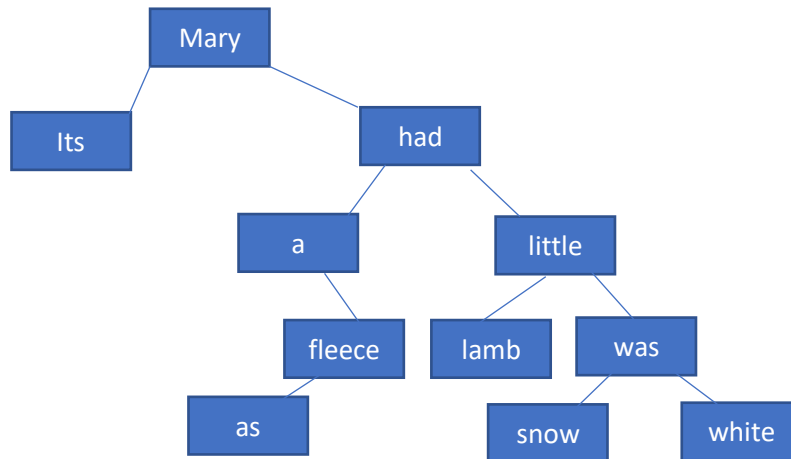 Mary
Its
had
a
little
fleece
lamb
was
as
snow
white